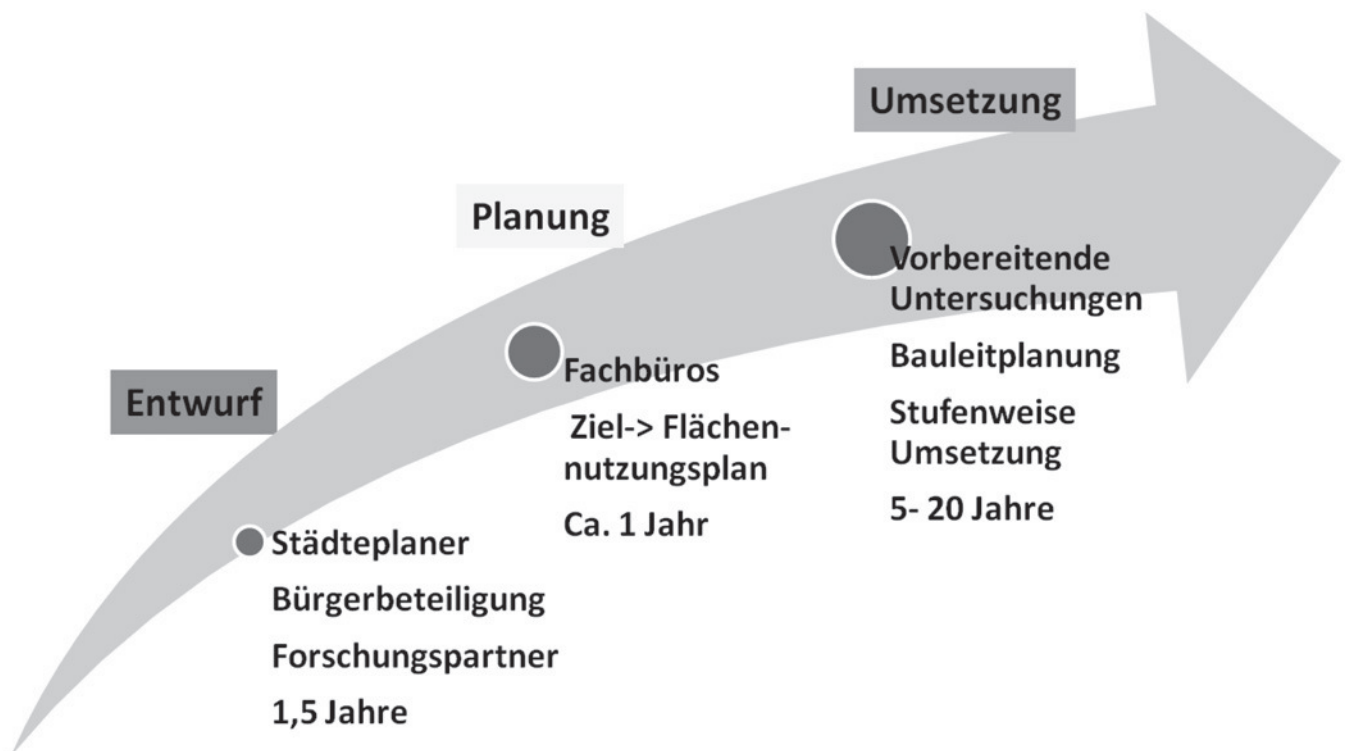 Umsetzung
Planung
Vorbereitende
Untersuchungen
Bauleitplanung
Stufenweise
Umsetzung
5- 20 Jahre
Entwurf
Fachbüros
Ziel-> Flächen-
nutzungsplan
Ca. 1 Jahr
Städteplaner
Bürgerbeteiligung
Forschungspartner
1,5 Jahre